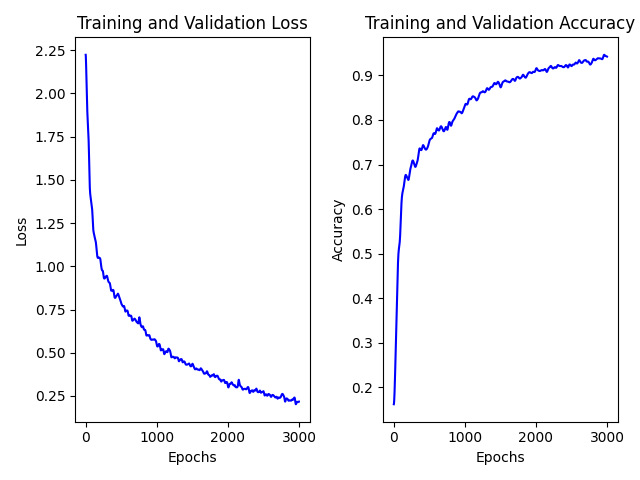 Training and Validation Loss
2.25
2.00
1.75
1.50
1.25
1.00
0.75
0.50
0.25
Loss
0 1000 2000 3000
Epochs
Training and Validation Accuracy
0.9
0.8
0.7
0.6
0.5
0.4
0.3
0.2
Accuracy
0 1000 2000 3000
Epochs